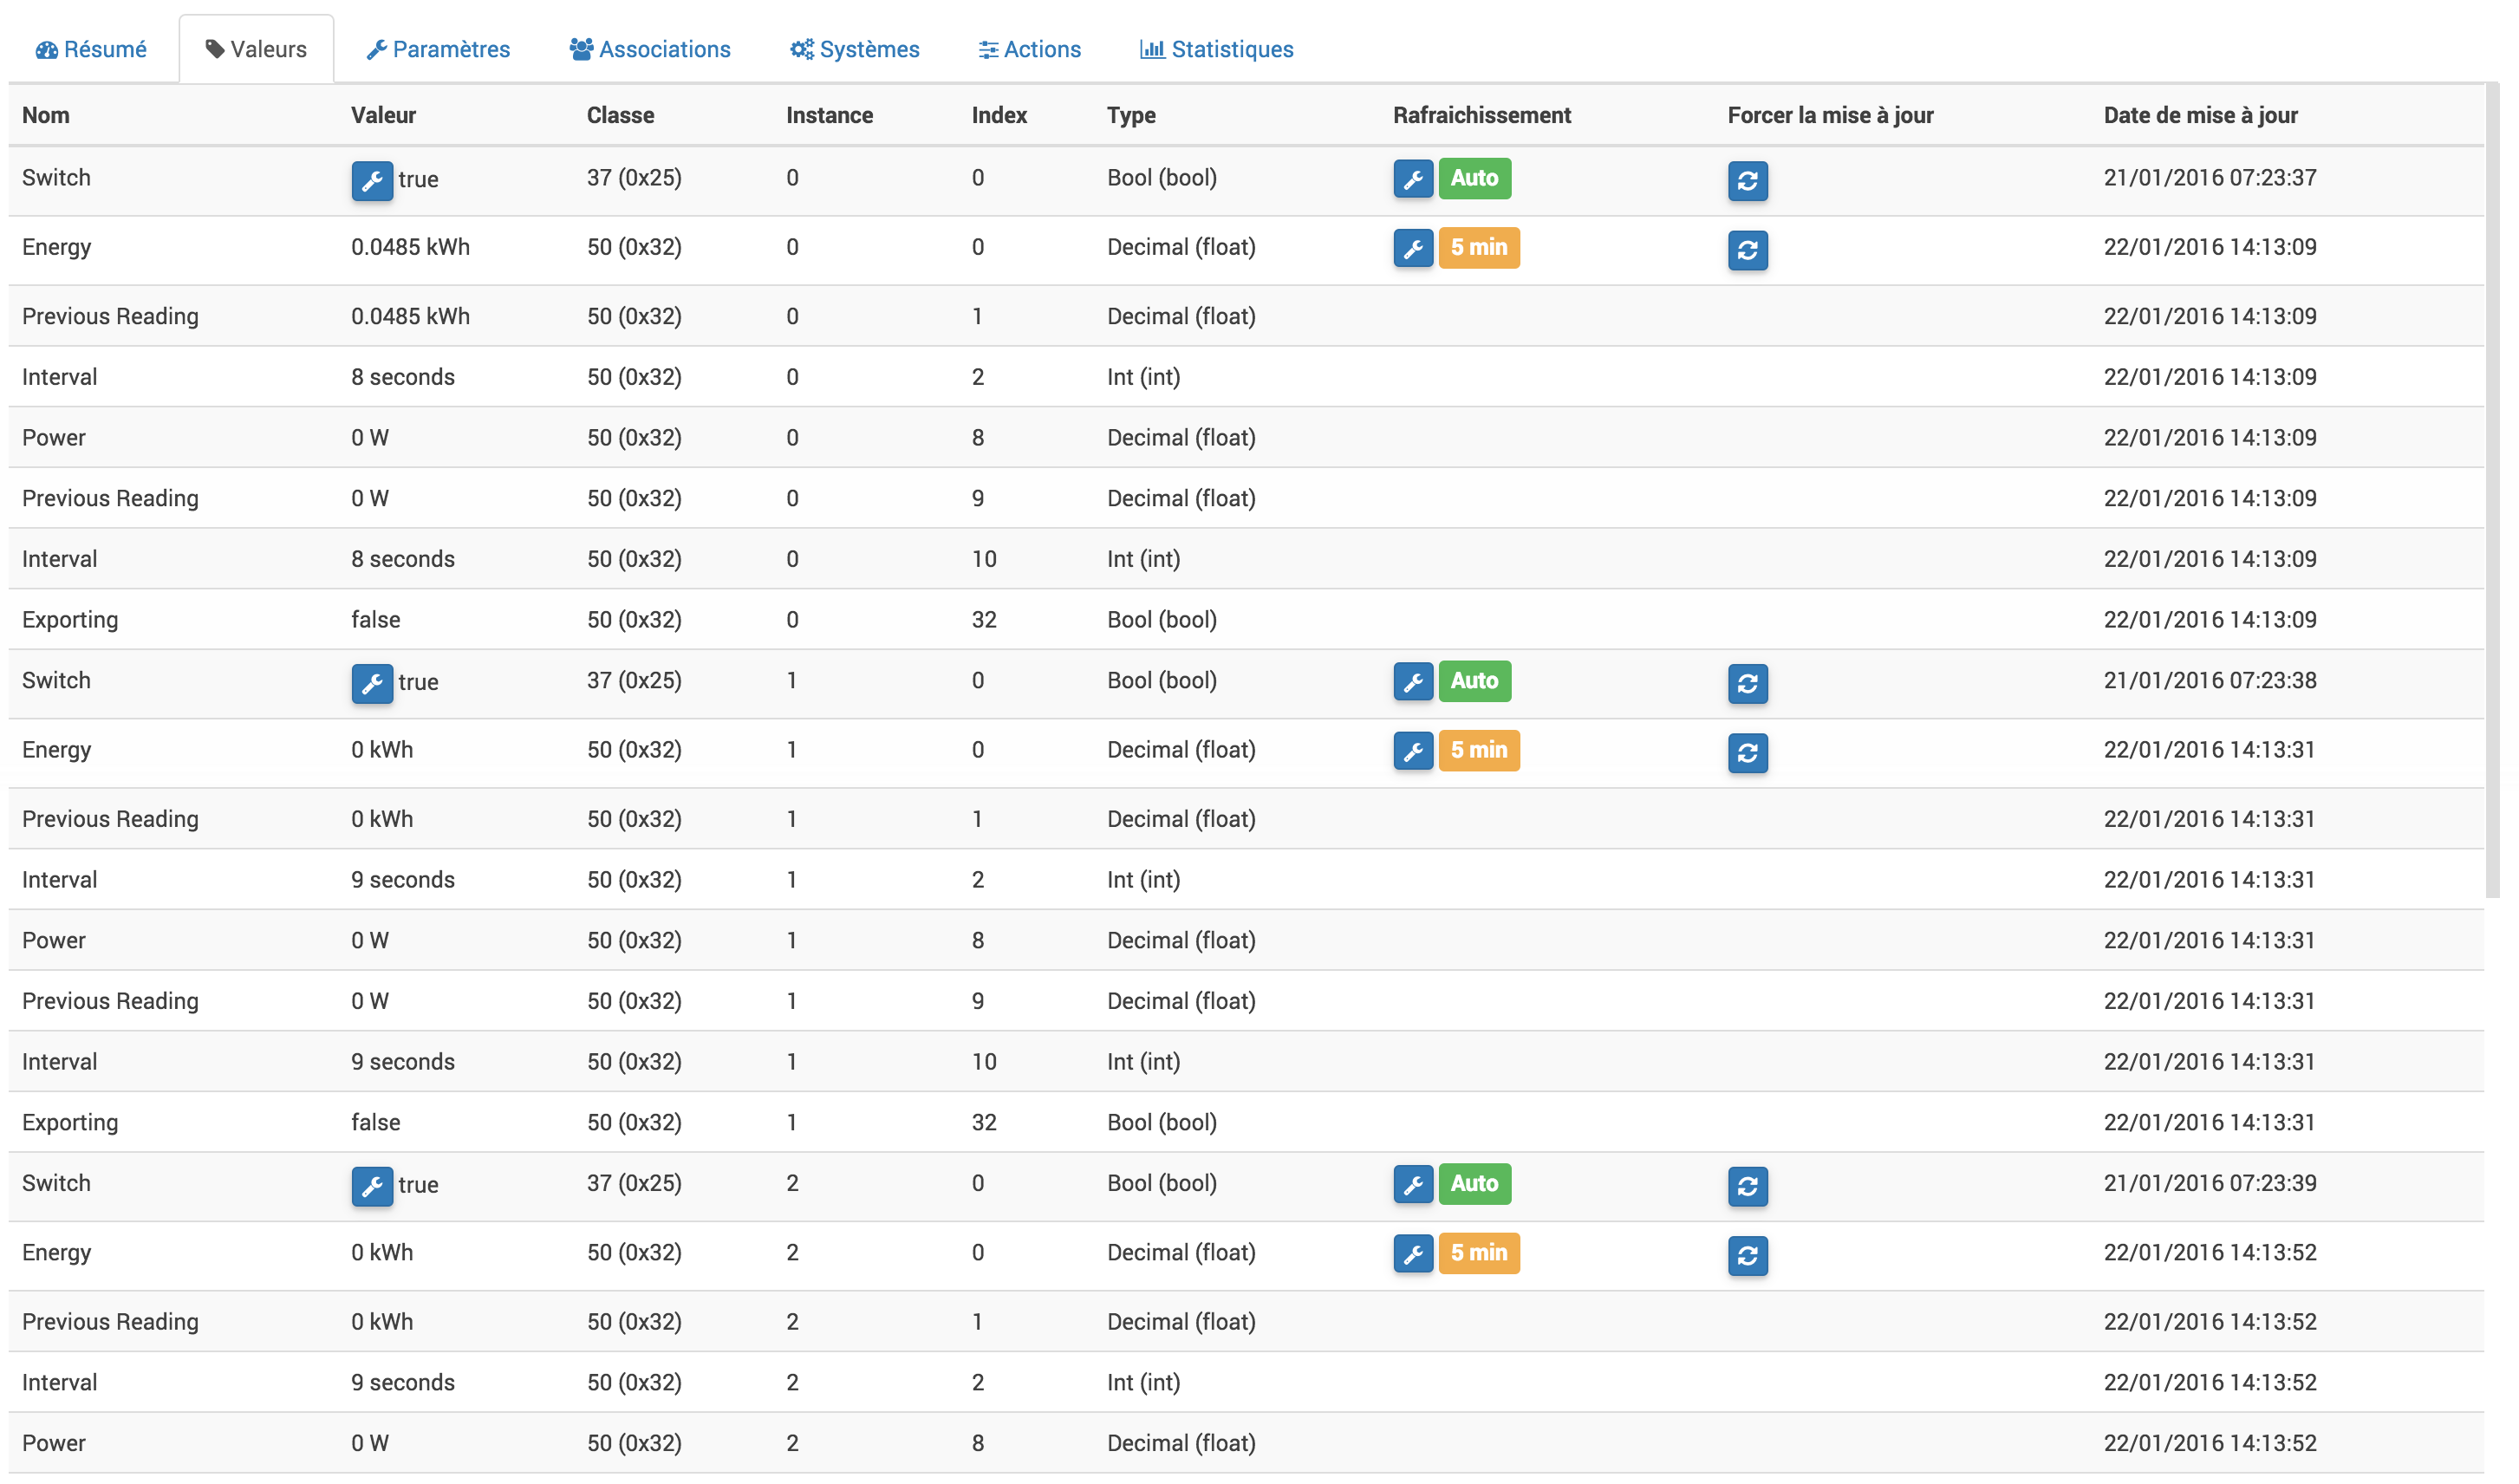 Résumé Valeurs Paramètres Associations Systèmes Actions Statistiques
Nom Valeur Classe Instance Index Type Rafraichissement Forcer la mise à jour Date de mise à jour
Switch true 37 (0x25) 0 0 Bool (bool) Auto 21/01/2016 07:23:37
Energy 0.0485 kWh 50 (0x32) 0 0 Decimal (float) 5 min 22/01/2016 14:13:09
Previous Reading 0.0485 kWh 50 (0x32) 0 1 Decimal (float) 22/01/2016 14:13:09
Interval 8 seconds 50 (0x32) 0 2 Int (int) 22/01/2016 14:13:09
Power 0 W 50 (0x32) 0 8 Decimal (float) 22/01/2016 14:13:09
Previous Reading 0 W 50 (0x32) 0 9 Decimal (float) 22/01/2016 14:13:09
Interval 8 seconds 50 (0x32) 0 10 Int (int) 22/01/2016 14:13:09
Exporting false 50 (0x32) 0 32 Bool (bool) 22/01/2016 14:13:09
Switch true 37 (0x25) 1 0 Bool (bool) Auto 21/01/2016 07:23:38
Energy 0 kWh 50 (0x32) 1 0 Decimal (float) 5 min 22/01/2016 14:13:31
Previous Reading 0 kWh 50 (0x32) 1 1 Decimal (float) 22/01/2016 14:13:31
Interval 9 seconds 50 (0x32) 1 2 Int (int) 22/01/2016 14:13:31
Power 0 W 50 (0x32) 1 8 Decimal (float) 22/01/2016 14:13:31
Previous Reading 0 W 50 (0x32) 1 9 Decimal (float) 22/01/2016 14:13:31
Interval 9 seconds 50 (0x32) 1 10 Int (int) 22/01/2016 14:13:31
Exporting false 50 (0x32) 1 32 Bool (bool) 22/01/2016 14:13:31
Switch true 37 (0x25) 2 0 Bool (bool) Auto 21/01/2016 07:23:39
Energy 0 kWh 50 (0x32) 2 0 Decimal (float) 5 min 22/01/2016 14:13:52
Previous Reading 0 kWh 50 (0x32) 2 1 Decimal (float) 22/01/2016 14:13:52
Interval 9 seconds 50 (0x32) 2 2 Int (int) 22/01/2016 14:13:52
Power 0 W 50 (0x32) 2 8 Decimal (float) 22/01/2016 14:13:52